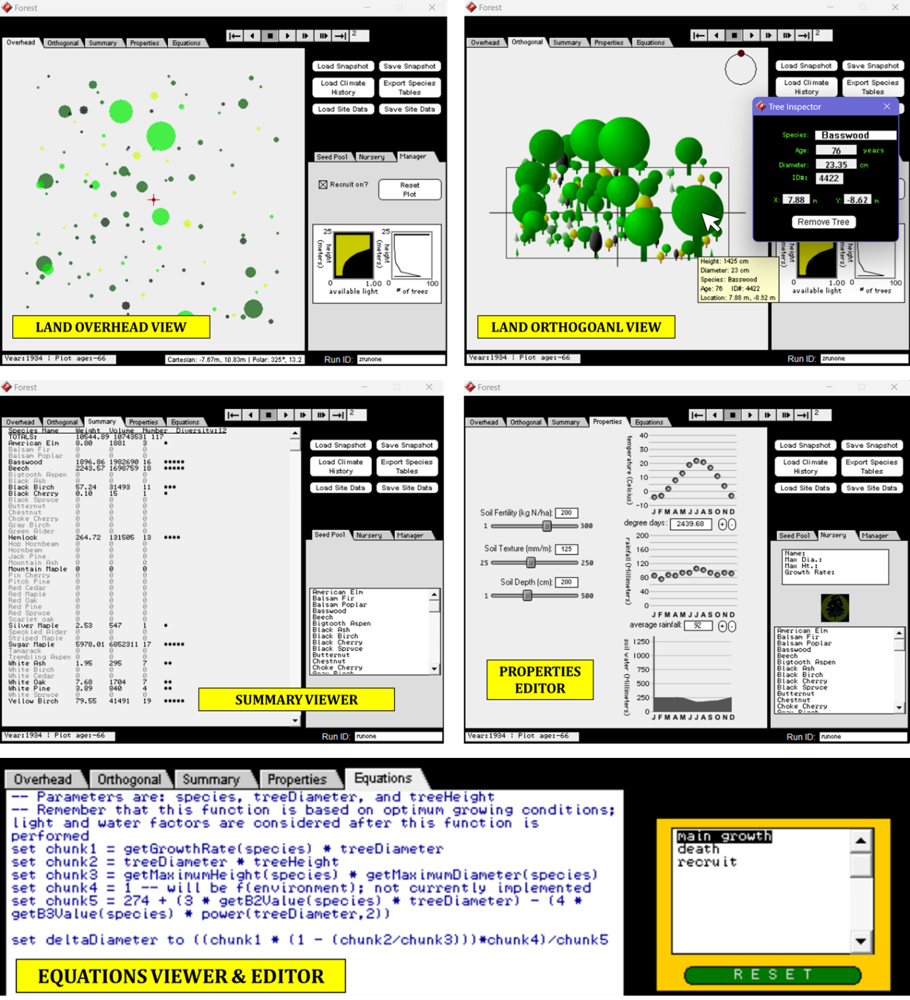 Forest
2
Overhead Orthogonal Summary Properties Equations
Load Snapshot Save Snapshot
Load Climate History Export Species Tables
Load Site Data Save Site Data
Seed Pool Nursery Manager
Recruit on? Reset Plot
25 height (meters) 0 1.00 available light
25 height (meters) 0 100 # of trees
LAND OVERHEAD VIEW
Year:1934 | Plot age:-66
Cartesian: -7.67m, 10.83m | Polar: 325°, 13.2
Run ID: zrunone
Forest
2
Overhead Orthogonal Summary Properties Equations
Load Snapshot Save Snapshot
Load Climate History Export Species Tables
Tree Inspector
Species: Basswood
Age: 76 years
Diameter: 23.35 cm
ID#: 4422
X: 7.88 m Y: -8.62 m
Remove Tree
Height: 1425 cm
Diameter: 23 cm
Species: Basswood
Age: 76 ID#: 4422
Location: 7.88 m, -8.62 m
height (meters) 0 1.00 available light
height (meters) 0 100 # of trees
LAND ORTHOGOANL VIEW
Year:1934 | Plot age:-66
Run ID: zrunone
Forest
2
Overhead Orthogonal Summary Properties Equations
Species Name Weight Volume Number Diversity:12
TOTALS: 10544.89 10743531 117
American Elm 8.80 1881 3 *
Balsam Fir 0 0 0
Balsam Poplar 0 0 0
Basswood 1896.86 1982690 16 *****
Beech 2243.57 1698759 18 *****
Bigtooth Aspen 0 0 0
Black Ash 0 0 0
Black Birch 57.24 31493 11 ***
Black Cherry 0.10 15 1 *
Black Spruce 0 0 0
Butternut 0 0 0
Chestnut 0 0 0
Choke Cherry 0 0 0
Gray Birch 0 0 0
Green Alder 0 0 0
Hemlock 264.72 131505 13 ****
Hop Hornbeam 0 0 0
Hornbeam 0 0 0
Jack Pine 0 0 0
Mountain Ash 0 0 0
Mountain Maple 0 0 0
Pin Cherry 0 0 0
Pitch Pine 0 0 0
Red Cedar 0 0 0
Red Maple 0 0 0
Red Oak 0 0 0
Red Pine 0 0 0
Red Spruce 0 0 0
Scarlet oak 0 0 0
Silver Maple 2.53 547 1 *
Speckled Alder 0 0 0
Striped Maple 0 0 0
Sugar Maple 5978.01 6852311 17 *****
Tamarack 0 0 0
Trembling Aspen 0 0 0
White Ash 1.95 295 7 **
White Birch 0 0 0
White Cedar 0 0 0
White Oak 7.68 1704 7 **
White Pine 3.89 840 4 **
White Spruce 0 0 0
Yellow Birch 79.55 41491 19 *****
SUMMARY VIEWER
Load Snapshot Save Snapshot
Load Climate History Export Species Tables
Load Site Data Save Site Data
Seed Pool Nursery Manager
American Elm
Balsam Fir
Balsam Poplar
Basswood
Beech
Bigtooth Aspen
Black Ash
Black Birch
Black Cherry
Black Spruce
Butternut
Chestnut
Choke Cherry
Gray Birch
Year:1934 | Plot age:-66
Run ID: runone
Forest
2
Overhead Orthogonal Summary Properties Equations
Soil Fertility (kg N/ha): 200
1 300
Soil Texture (mm/m): 125
25 250
Soil Depth (cm): 200
1 500
temperature (Celcius)
40
30
20
10
0
-10
J F M A M J J A S O N D
degree days: 2439.68 + -
rainfall (Millimeters)
200
160
120
80
40
0
J F M A M J J A S O N D
average rainfall: 92 + -
soil water (Millimeters)
1250
1000
750
500
250
0
J F M A M J J A S O N D
PROPERTIES
EDITOR
Load Snapshot Save Snapshot
Load Climate History Export Species Tables
Load Site Data Save Site Data
Seed Pool Nursery Manager
Name:
Max Dia.:
Max Ht.:
Growth Rate:
American Elm
Balsam Fir
Balsam Poplar
Basswood
Beech
Bigtooth Aspen
Black Ash
Black Birch
Black Cherry
Black Spruce
Butternut
Chestnut
Choke Cherry
Gray Birch
Year:1934 | Plot age:-66
Run ID: runone
Overhead Orthogonal Summary Properties Equations
-- Parameters are: species, treeDiameter, and treeHeight
-- Remember that this function is based on optimum growing conditions;
light and water factors are considered after this function is
performed
set chunk1 = getGrowthRate(species) * treeDiameter
set chunk2 = treeDiameter * treeHeight
set chunk3 = getMaximumHeight(species) * getMaximumDiameter(species)
set chunk4 = 1 -- will be f(environment); not currently implemented
set chunk5 = 274 + (3 * getB2Value(species) * treeDiameter) - (4 *
getB3Value(species) * power(treeDiameter,2))
set deltaDiameter to ((chunk1 * (1 - (chunk2/chunk3)))*chunk4)/chunk5
EQUATIONS VIEWER & EDITOR
main growth
death
recruit
RESET